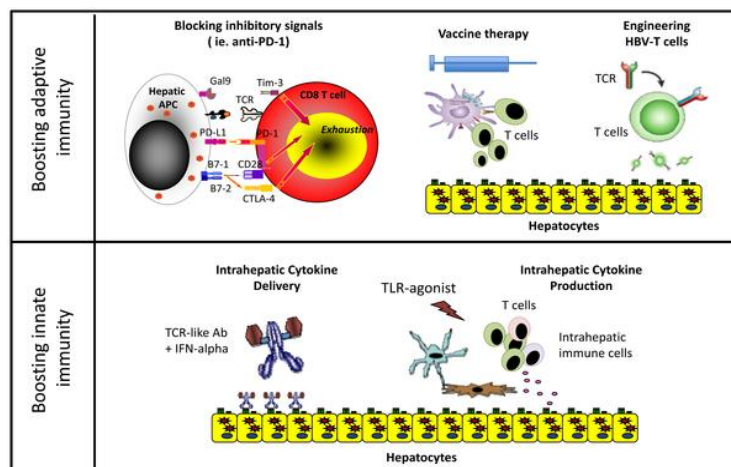 Boosting adaptive
immunity
Blocking inhibitory signals
( ie. anti-PD-1)
Hepatic
APC
Gal9
Tim-3
TCR
CD8 T cell
PD-L1
PD-1
Exhaustion
B7-1
CD28
B7-2
CTLA-4
Vaccine therapy
T cells
Engineering
HBV-T cells
TCR
T cells
Hepatocytes
Boosting innate
immunity
Intrahepatic Cytokine
Delivery
TCR-like Ab
+ IFN-alpha
TLR-agonist
Intrahepatic Cytokine
Production
T cells
Intrahepatic
immune cells
Hepatocytes